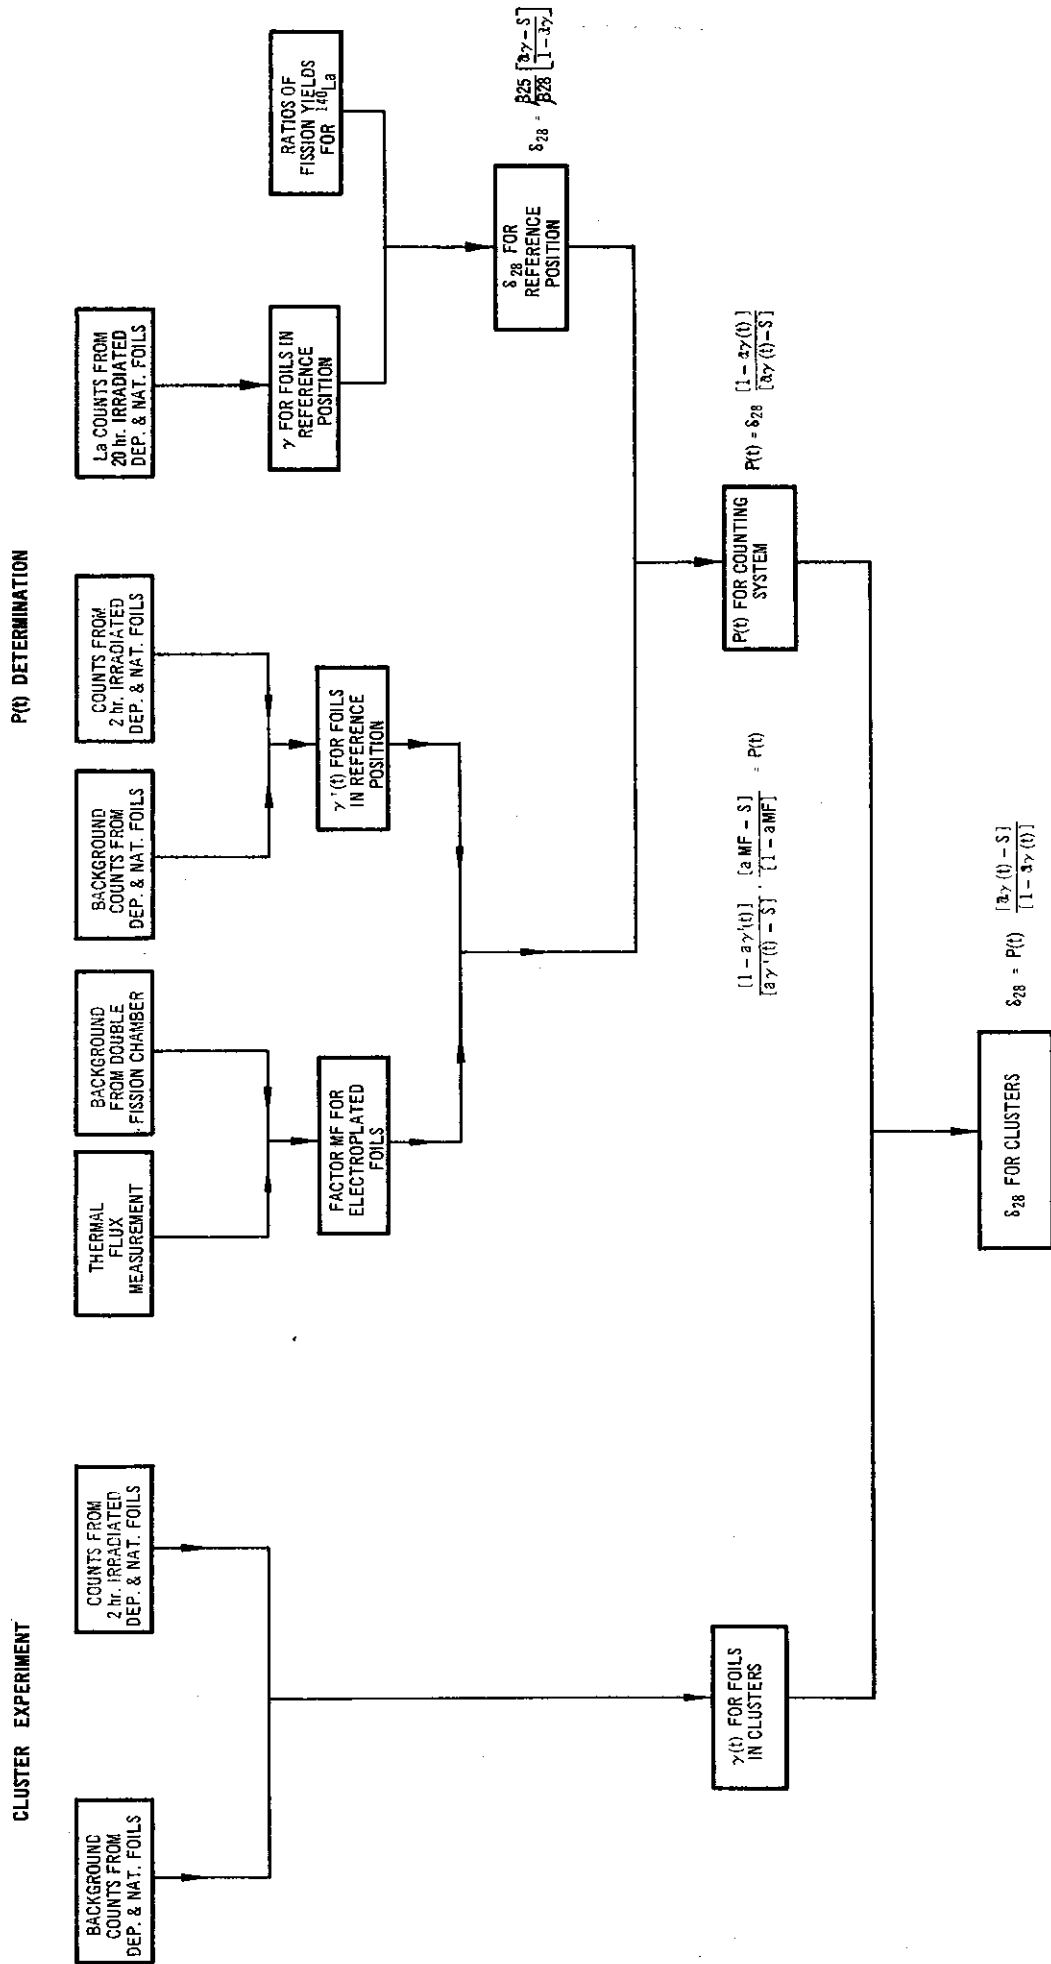 CLUSTER EXPERIMENT
P(t) DETERMINATION
BACKGROUND
COUNTS FROM
DEP. & NAT. FOILS
COUNTS FROM
2 hr. IRRADIATED
DEP. & NAT. FOILS
THERMAL
FLUX
MEASUREMENT
BACKGROUND
FROM DOUBLE
FISSION CHAMBER
BACKGROUND
COUNTS FROM
DEP. & NAT. FOILS
COUNTS FROM
2 hr. IRRADIATED
DEP. & NAT. FOILS
La COUNTS FROM
20 hr. IRRADIATED
DEP. & NAT. FOILS
RATIOS OF
FISSION YIELDS
FOR ¹⁴⁰La
FACTOR MF FOR
ELECTROPLATED
FOILS
γ'(t) FOR FOILS
IN REFERENCE
POSITION
γ FOR FOILS IN
REFERENCE
POSITION
δ₂₈ FOR
REFERENCE
POSITION
δ₂₈ = β25/β28 [aγ – S]/[1 – aγ]
γ(t) FOR FOILS
IN CLUSTERS
[1 – aγ'(t)]/[aγ'(t) – S] · [aMF – S]/[1 – aMF] = P(t)
P(t) FOR COUNTING
SYSTEM
P(t) = δ₂₈ [1 – aγ(t)]/[aγ(t) – S]
δ₂₈ FOR CLUSTERS
δ₂₈ = P(t) [aγ(t) – S]/[1 – aγ(t)]